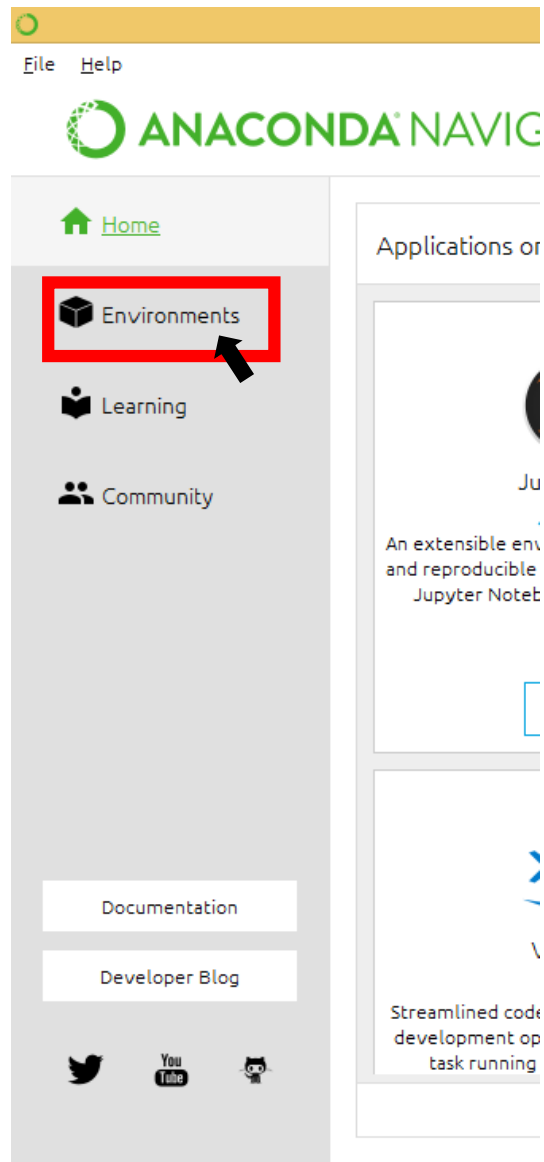 File Help
ANACONDA NAVIG
Home
Applications on
Environments
Learning
Ju
Community
An extensible env
and reproducible
Jupyter Noteb
Documentation
V
Developer Blog
Streamlined code
development op
task running
You
Tube